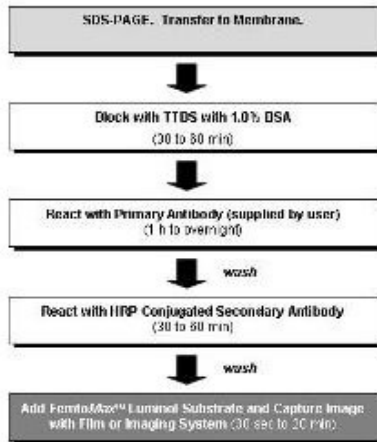 SDS-PAGE. Transfer to Membrane.
Block with TTBS with 1.0% BSA
(30 to 60 min)
React with Primary Antibody (supplied by user)
(1 h to overnight)
wash
React with HRP Conjugated Secondary Antibody
(30 to 60 min)
wash
Add FemtoMax™ Luminol Substrate and Capture Image
with Film or Imaging System (30 sec to 20 min)